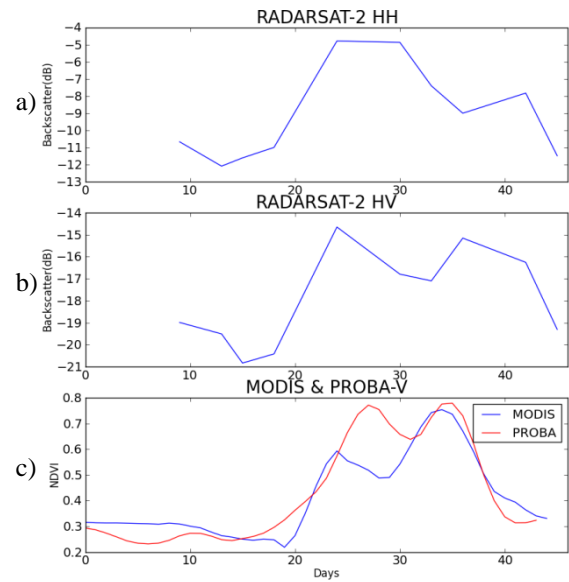 RADARSAT-2 HH
a)
Backscatter(dB)
−4
−5
−6
−7
−8
−9
−10
−11
−12
−13
0 10 20 30 40
RADARSAT-2 HV
b)
Backscatter(dB)
−14
−15
−16
−17
−18
−19
−20
−21
0 10 20 30 40
MODIS & PROBA-V
c)
NDVI
0.8
0.7
0.6
0.5
0.4
0.3
0.2
MODIS
PROBA
0 10 20 30 40
Days